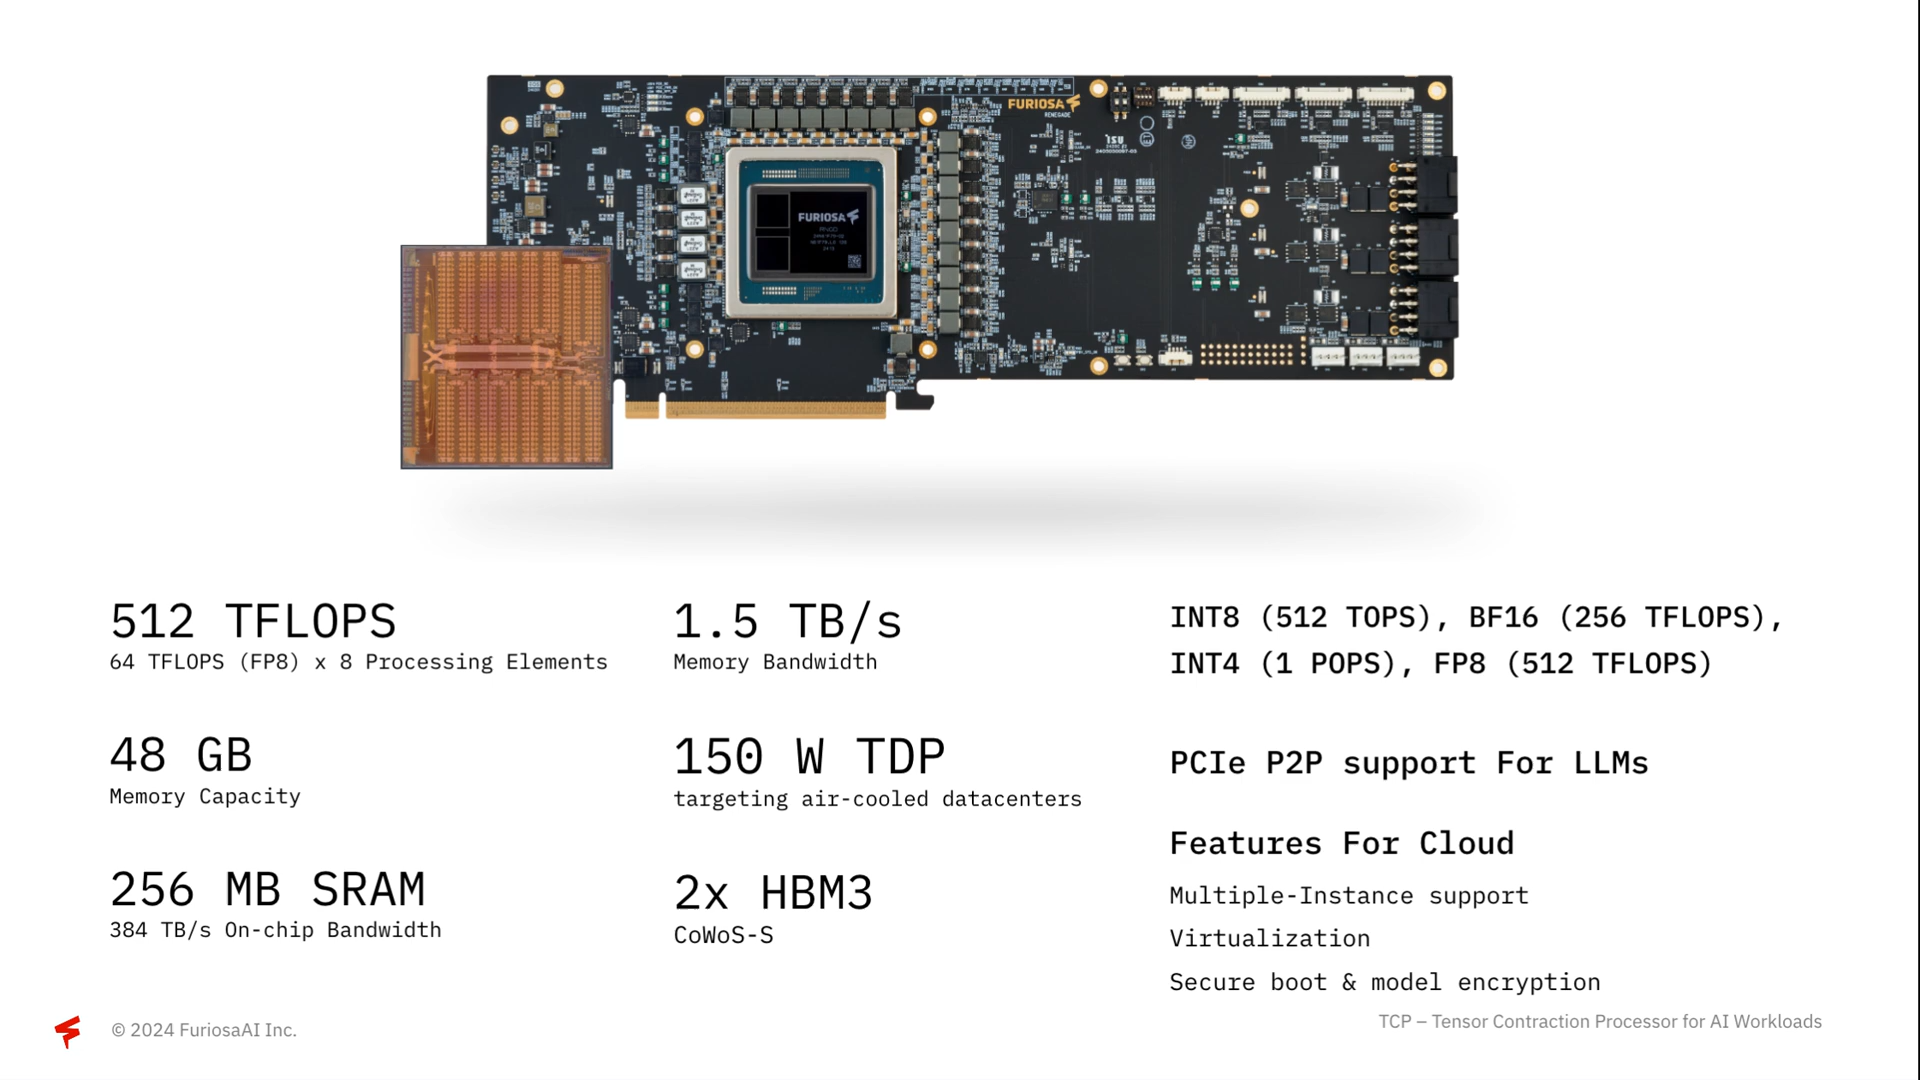 FURIOSA
RENEGADE
FURIOSA
512 TFLOPS
64 TFLOPS (FP8) x 8 Processing Elements
48 GB
Memory Capacity
256 MB SRAM
384 TB/s On-chip Bandwidth
1.5 TB/s
Memory Bandwidth
150 W TDP
targeting air-cooled datacenters
2x HBM3
CoWoS-S
INT8 (512 TOPS), BF16 (256 TFLOPS),
INT4 (1 POPS), FP8 (512 TFLOPS)
PCIe P2P support For LLMs
Features For Cloud
Multiple-Instance support
Virtualization
Secure boot & model encryption
© 2024 FuriosaAI Inc.
TCP – Tensor Contraction Processor for AI Workloads